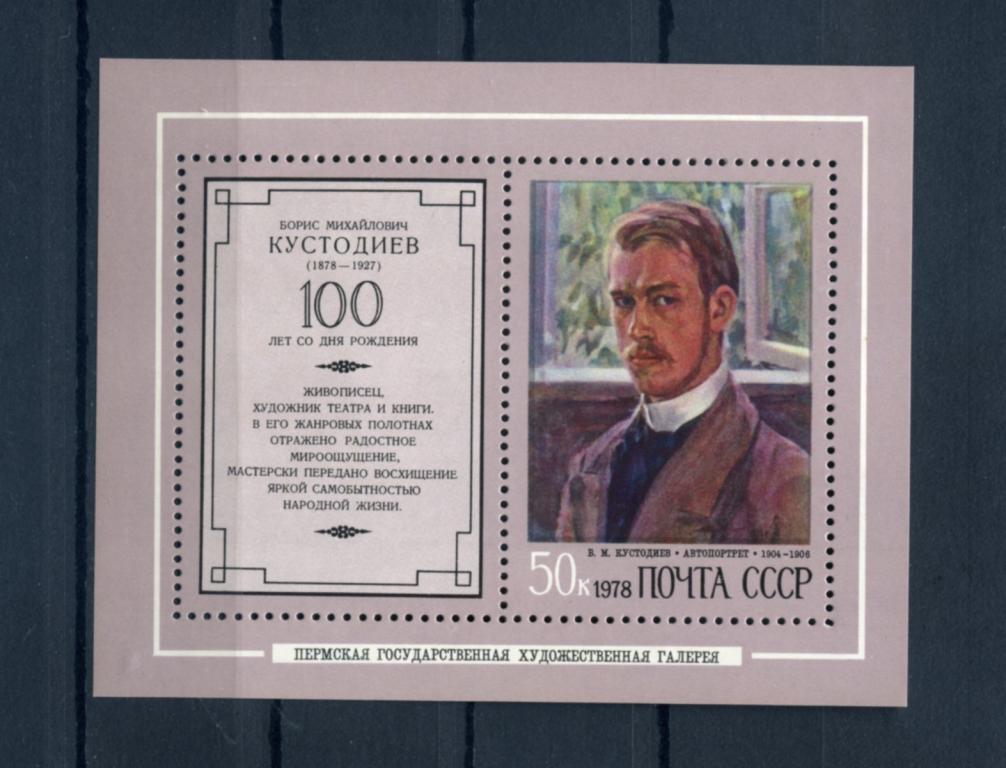 БОРИС МИХАЙЛОВИЧ
КУСТОДИЕВ
(1878—1927)
100
ЛЕТ СО ДНЯ РОЖДЕНИЯ
ЖИВОПИСЕЦ,
ХУДОЖНИК ТЕАТРА И КНИГИ.
В ЕГО ЖАНРОВЫХ ПОЛОТНАХ
ОТРАЖЕНО РАДОСТНОЕ
МИРООЩУЩЕНИЕ,
МАСТЕРСКИ ПЕРЕДАНО ВОСХИЩЕНИЕ
ЯРКОЙ САМОБЫТНОСТЬЮ
НАРОДНОЙ ЖИЗНИ.
Б. М. КУСТОДИЕВ • АВТОПОРТРЕТ • 1904-1906
50к 1978 ПОЧТА СССР
ПЕРМСКАЯ ГОСУДАРСТВЕННАЯ ХУДОЖЕСТВЕННАЯ ГАЛЕРЕЯ